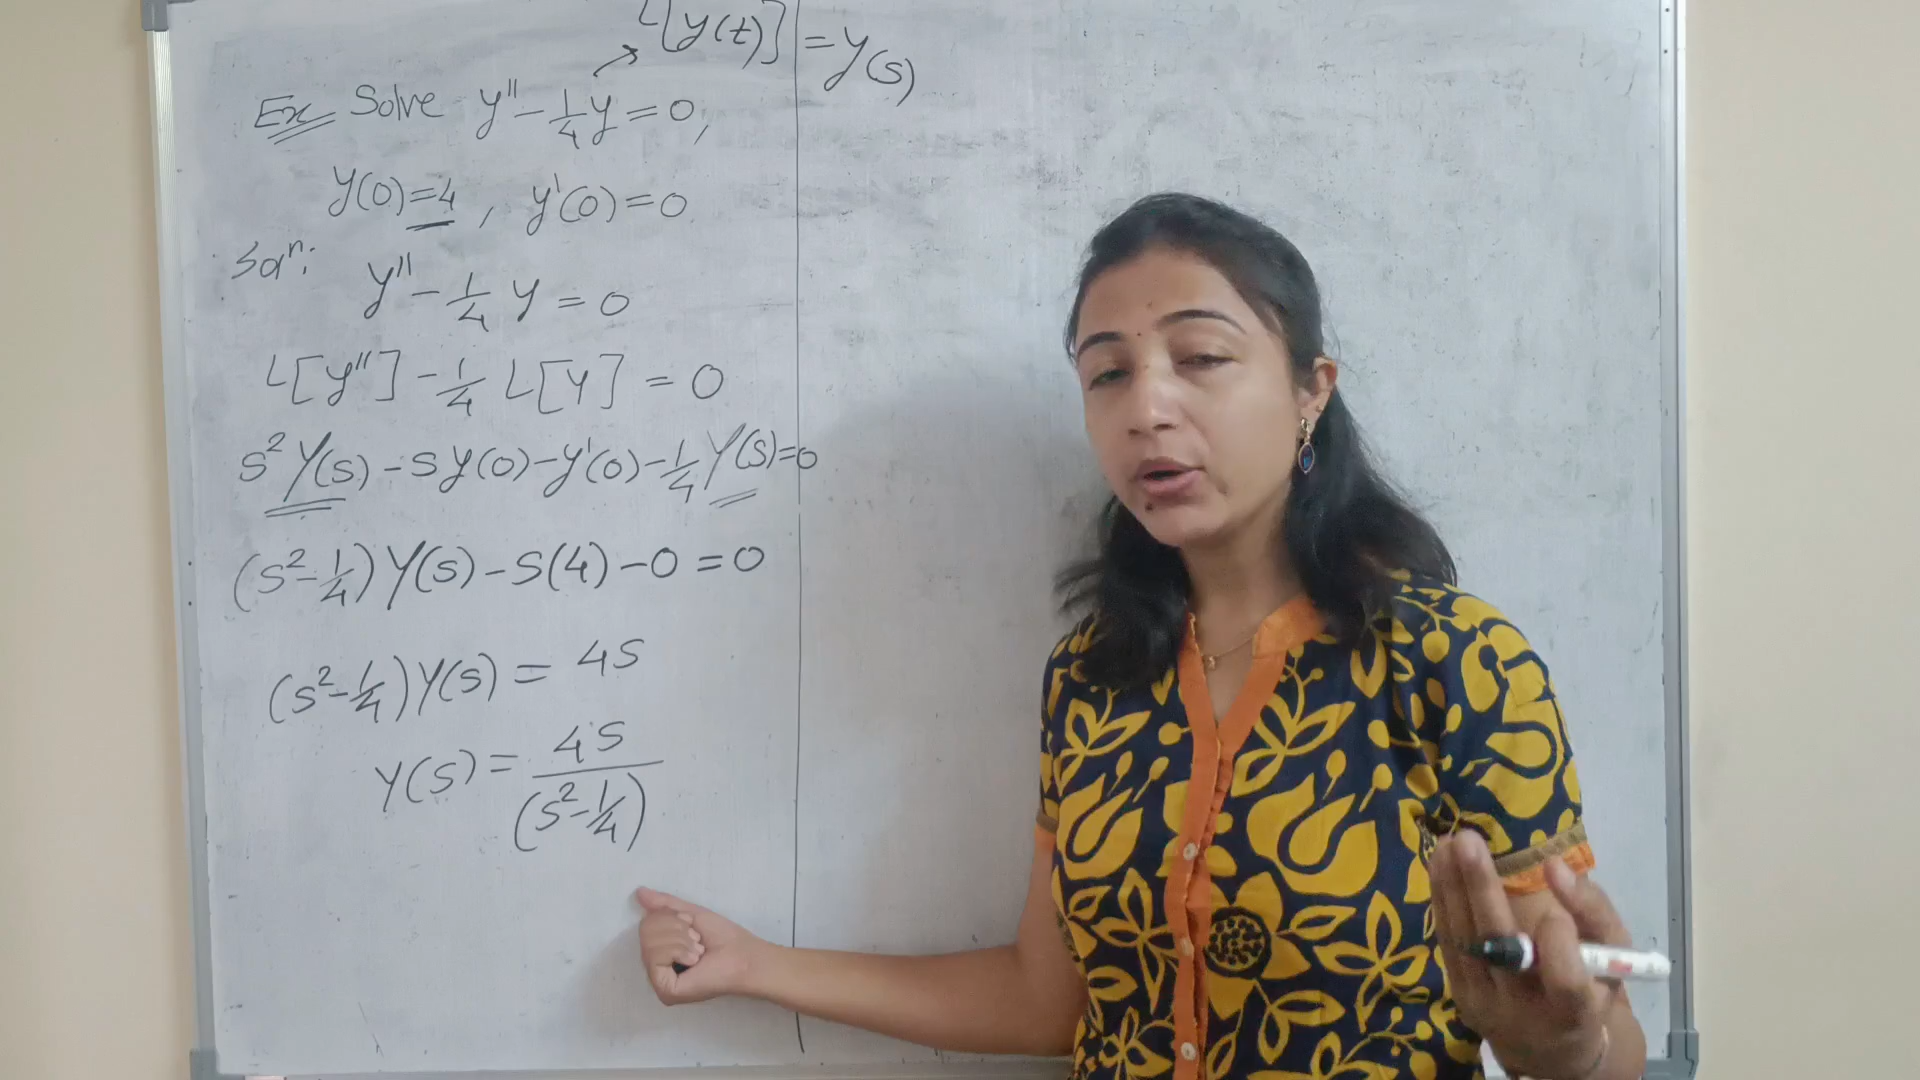 L[y(t)] = y(s)
Ex Solve y'' - 1/4 y = 0,
y(0) = 4, y'(0) = 0
Solⁿ:
y'' - 1/4 y = 0
L[y''] - 1/4 L[y] = 0
s² Y(s) - s y(0) - y'(0) - 1/4 Y(s) = 0
(s² - 1/4) Y(s) - s(4) - 0 = 0
(s² - 1/4) Y(s) = 4s
Y(s) = 4s / (s² - 1/4)